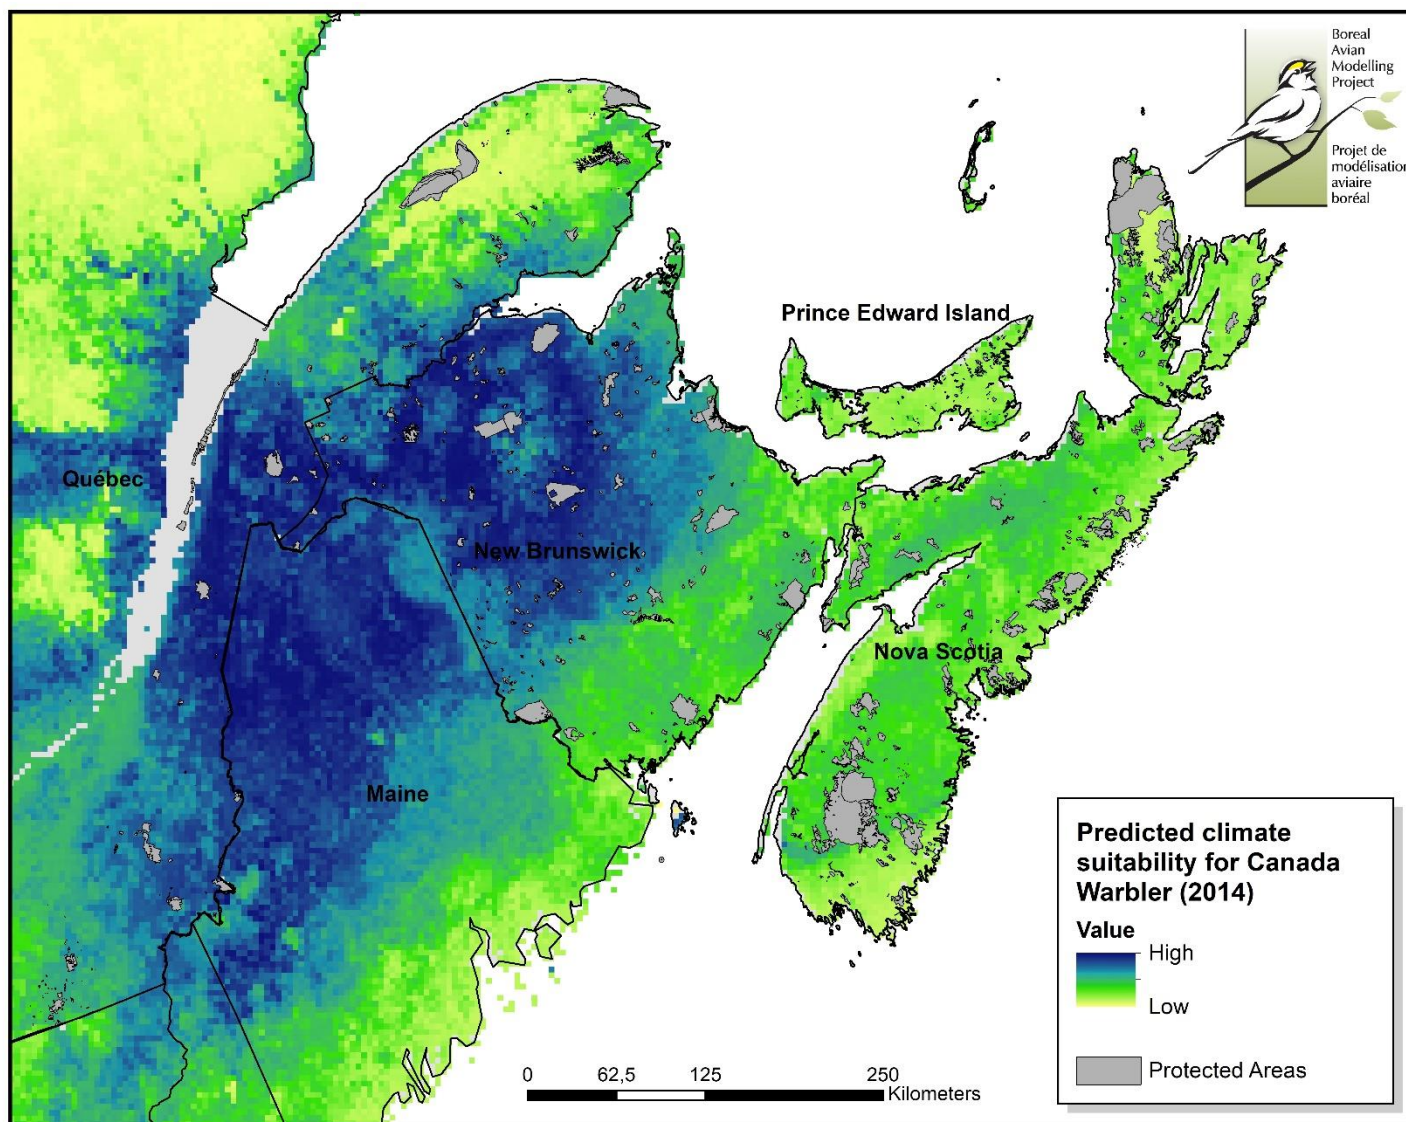 Boreal
Avian
Modelling
Project
Projet de
modélisation
aviaire
boréal
Prince Edward Island
Québec
New Brunswick
Nova Scotia
Maine
Predicted climate
suitability for Canada
Warbler (2014)
Value
High
Low
Protected Areas
0 62,5 125 250
Kilometers